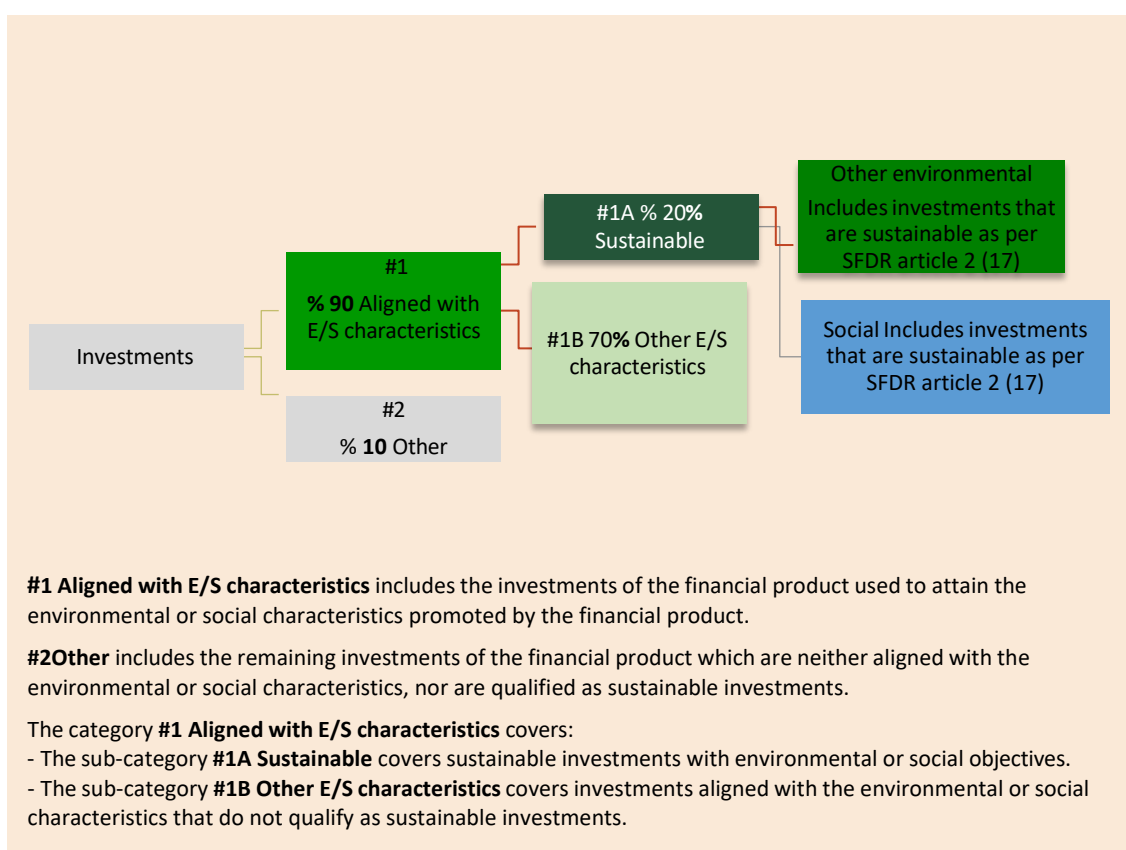 Investments
#1
% 90 Aligned with
E/S characteristics
#2
% 10 Other
#1A % 20%
Sustainable
#1B 70% Other E/S
characteristics
Other environmental
Includes investments that
are sustainable as per
SFDR article 2 (17)
Social Includes investments
that are sustainable as per
SFDR article 2 (17)
#1 Aligned with E/S characteristics includes the investments of the financial product used to attain the
environmental or social characteristics promoted by the financial product.
#2Other includes the remaining investments of the financial product which are neither aligned with the
environmental or social characteristics, nor are qualified as sustainable investments.
The category #1 Aligned with E/S characteristics covers:
- The sub-category #1A Sustainable covers sustainable investments with environmental or social objectives.
- The sub-category #1B Other E/S characteristics covers investments aligned with the environmental or social
characteristics that do not qualify as sustainable investments.